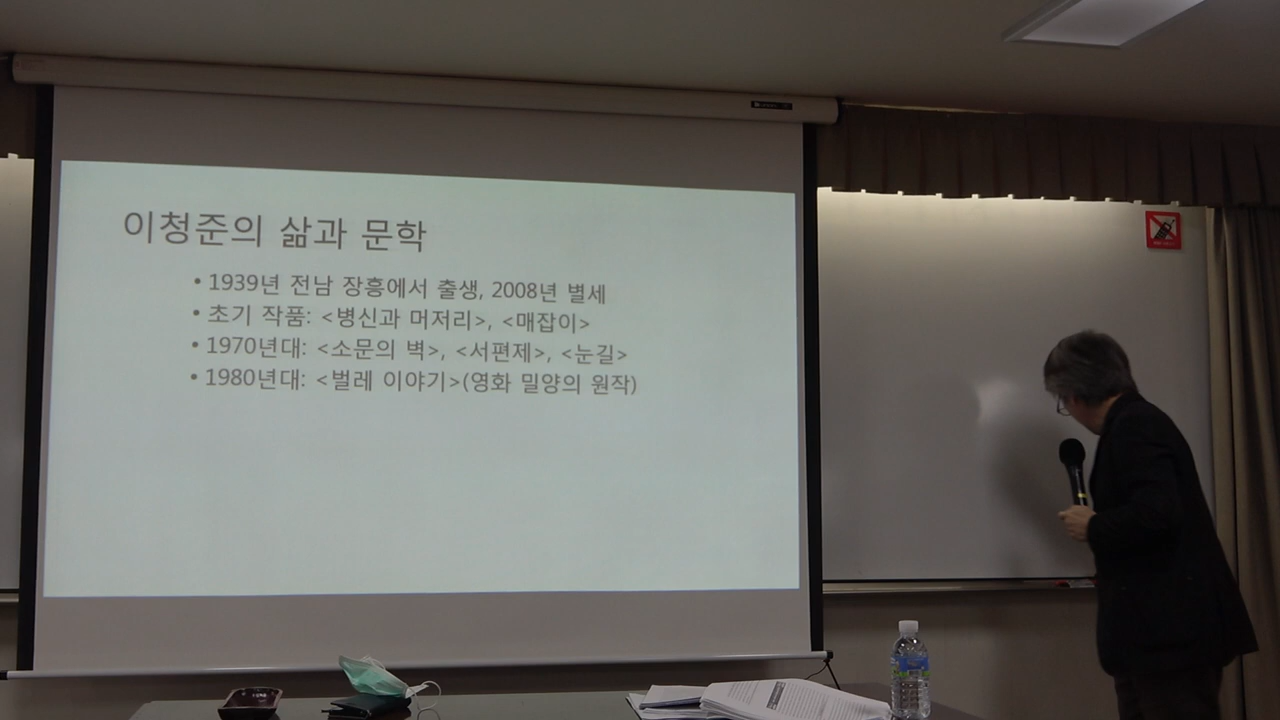 이청준의 삶과 문학
• 1939년 전남 장흥에서 출생, 2008년 별세
• 초기 작품: <병신과 머저리>, <매잡이>
• 1970년대: <소문의 벽>, <서편제>, <눈길>
• 1980년대: <벌레 이야기>(영화 밀양의 원작)